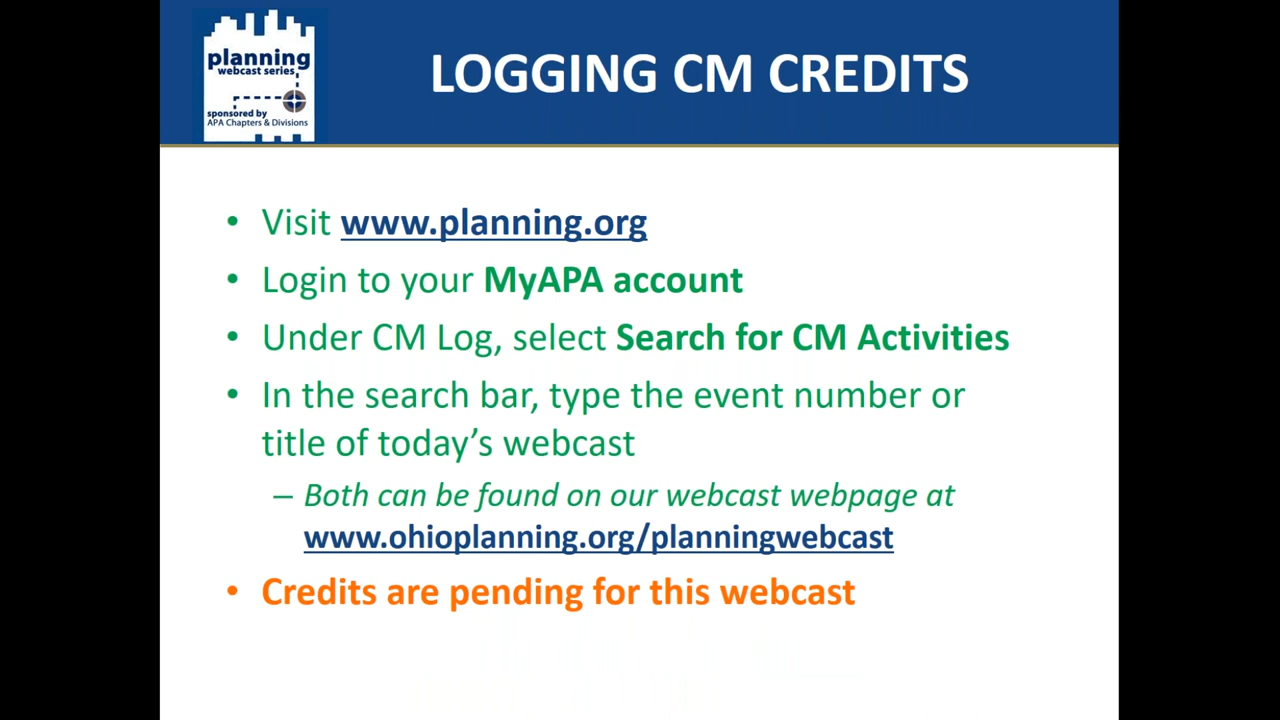 planning
webcast series
sponsored by
APA Chapters & Divisions
LOGGING CM CREDITS
• Visit www.planning.org
• Login to your MyAPA account
• Under CM Log, select Search for CM Activities
• In the search bar, type the event number or
title of today’s webcast
– Both can be found on our webcast webpage at
www.ohioplanning.org/planningwebcast
• Credits are pending for this webcast